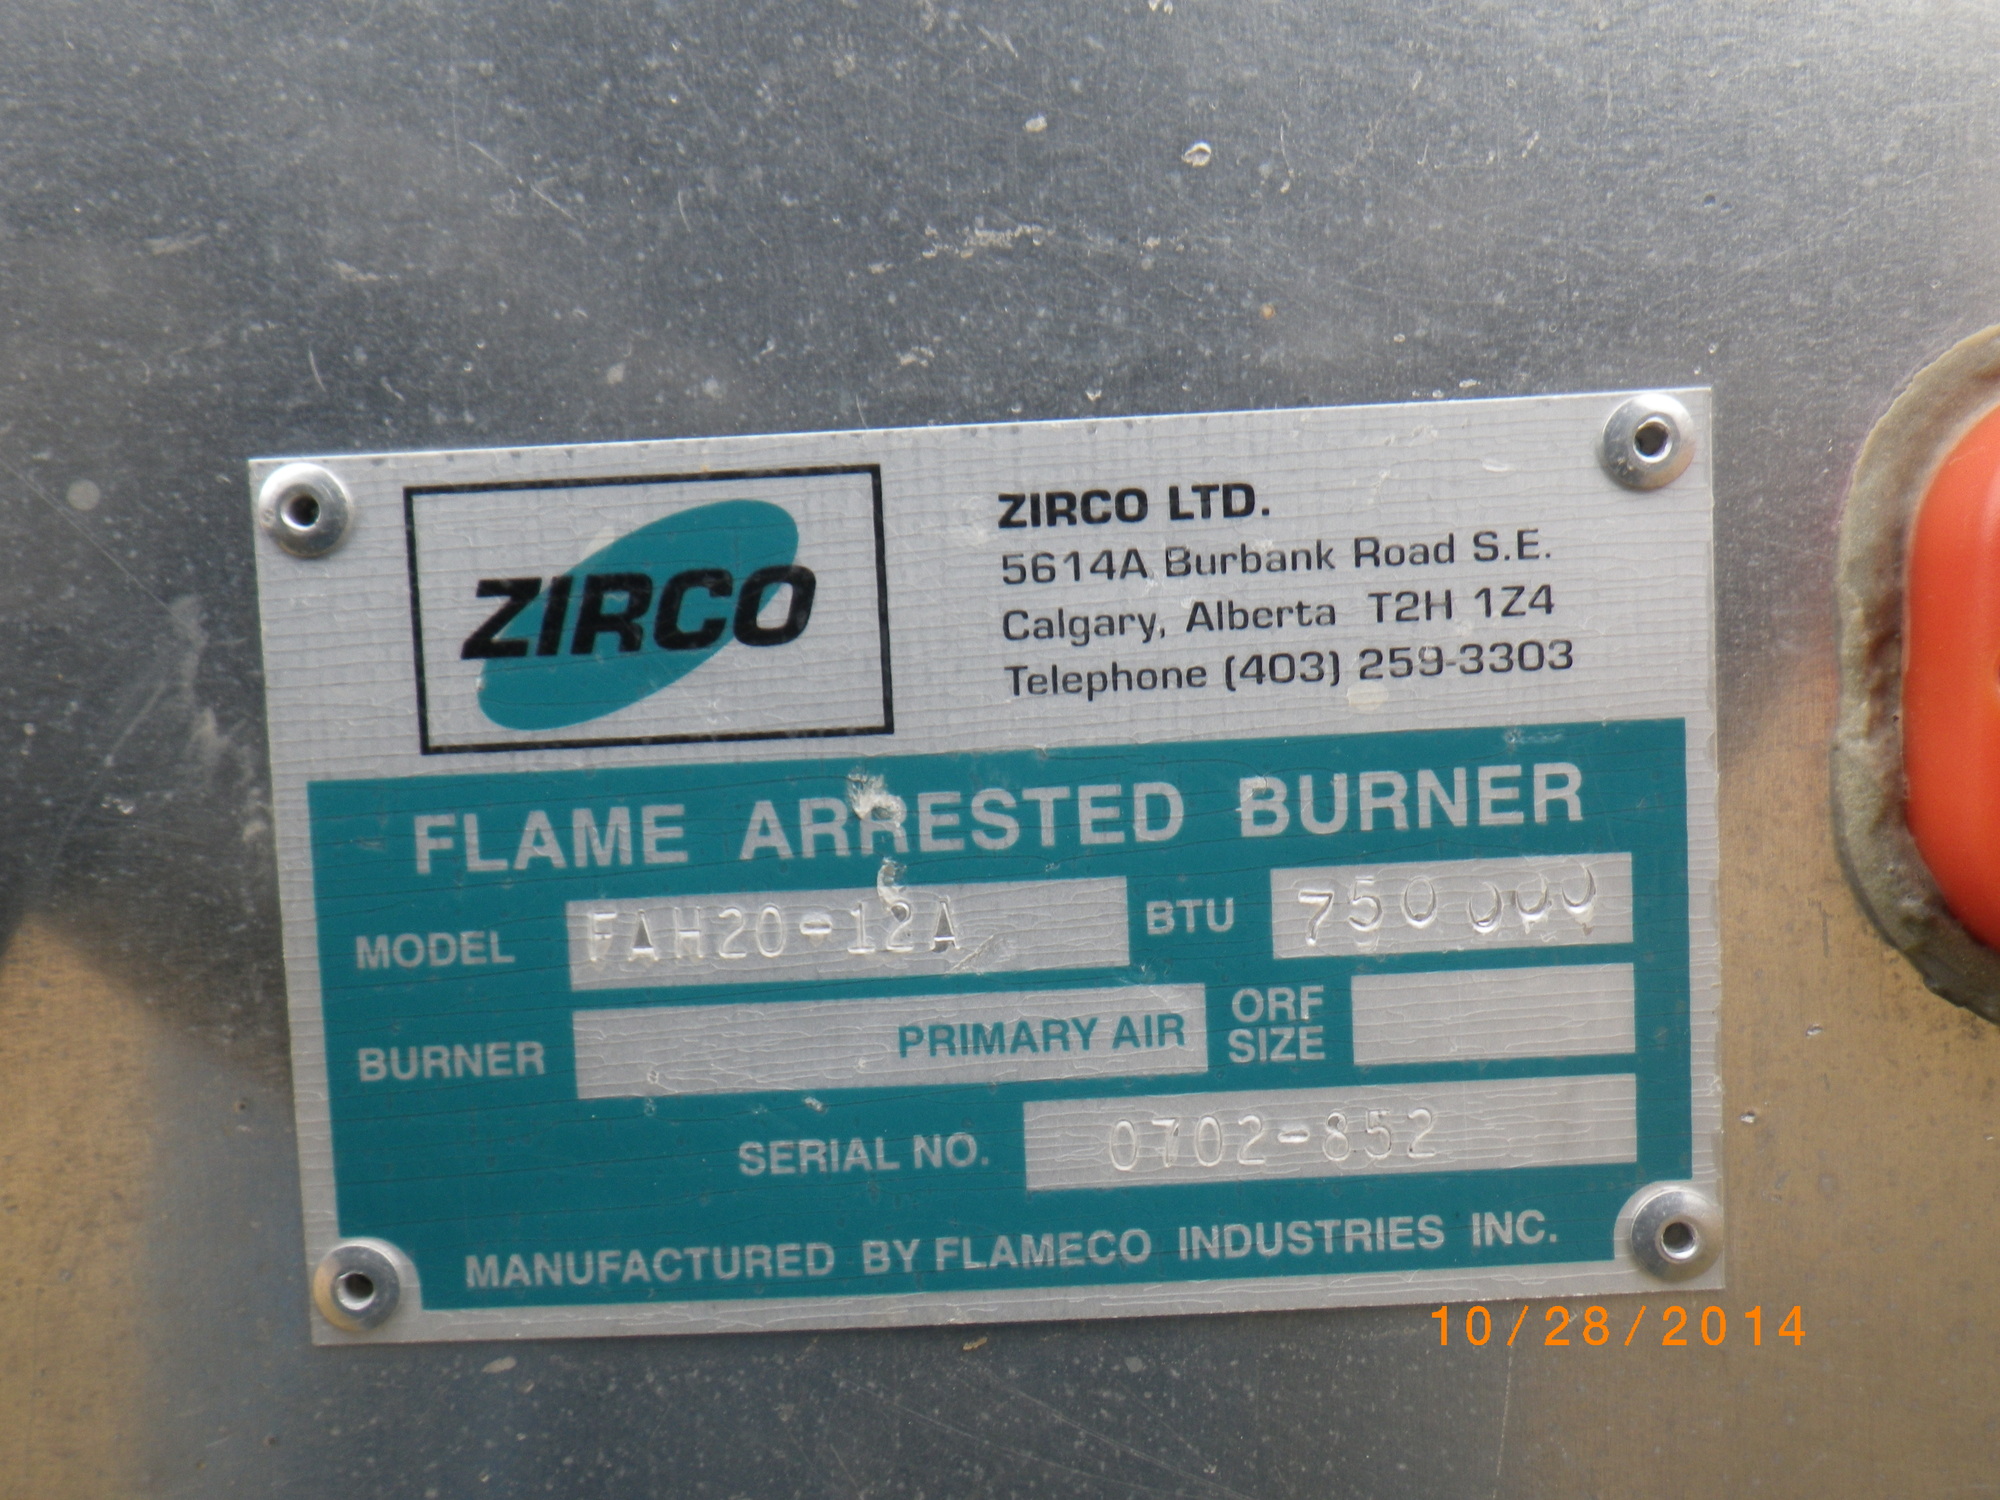 ZIRCO
ZIRCO LTD.
5614A Burbank Road S.E.
Calgary, Alberta T2H 1Z4
Telephone (403) 259-3303
FLAME ARRESTED BURNER
MODEL FAH20-12A BTU 750 000
BURNER PRIMARY AIR ORF SIZE
SERIAL NO. 0702-852
MANUFACTURED BY FLAMECO INDUSTRIES INC.
10/28/2014